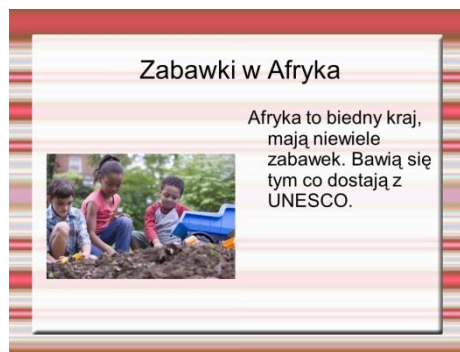 Zabawki w Afryka
Afryka to biedny kraj,
mają niewiele
zabawek. Bawią się
tym co dostają z
UNESCO.